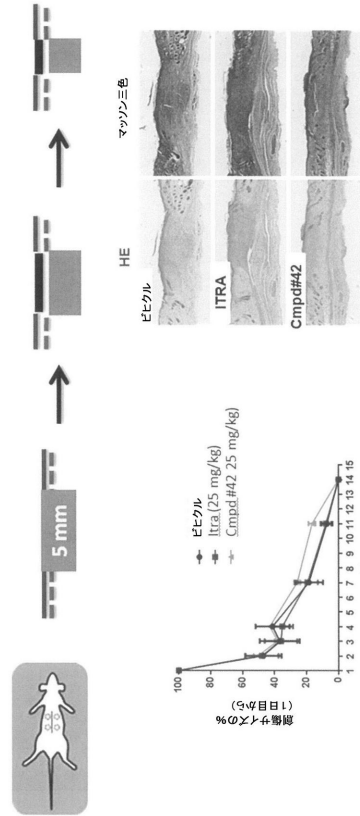 5 mm
創傷サイズの%
(1日目から)
100
80
60
40
20
0
1 2 3 4 5 6 7 8 9 10 11 12 13 14 15
ビヒクル
Itra (25 mg/kg)
Cmpd #42 25 mg/kg)
HE
マッソン三色
ビヒクル
ITRA
Cmpd#42